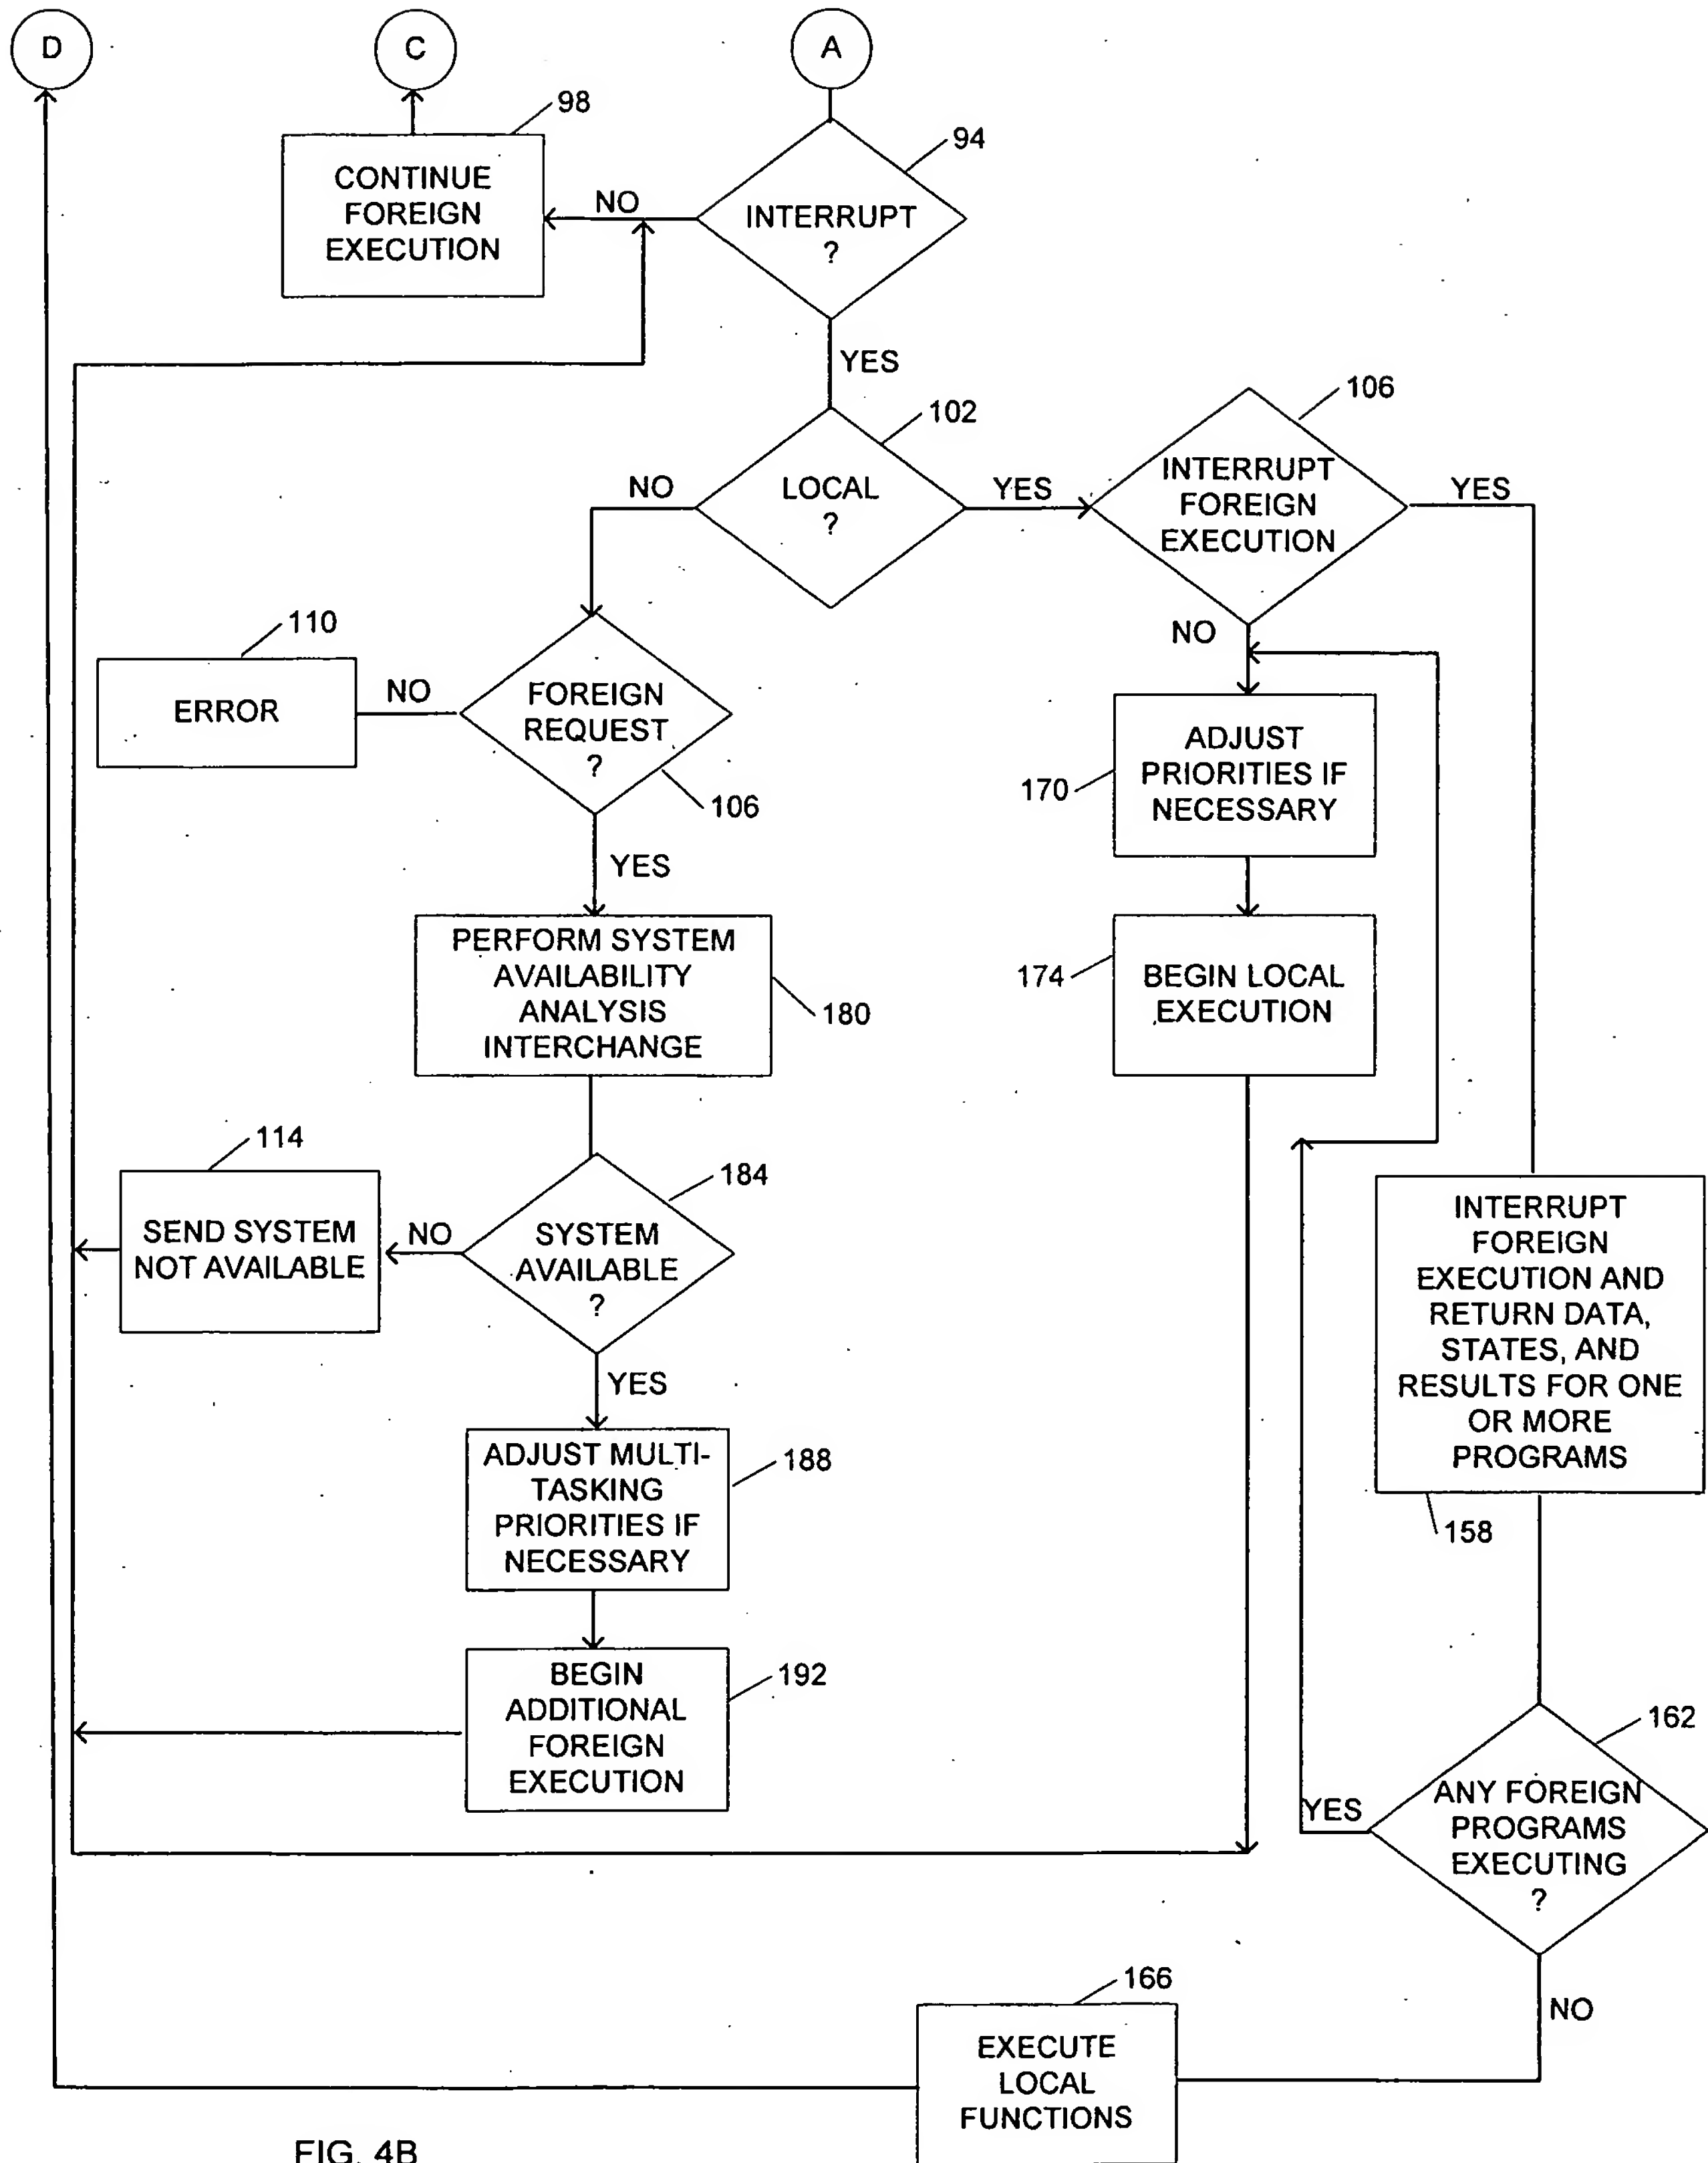 D
C
A
98
CONTINUE
FOREIGN
EXECUTION
NO
94
INTERRUPT
?
YES
102
LOCAL
?
NO
YES
106
INTERRUPT
FOREIGN
EXECUTION
YES
NO
110
ERROR
NO
FOREIGN
REQUEST
?
106
YES
170
ADJUST
PRIORITIES IF
NECESSARY
PERFORM SYSTEM
AVAILABILITY
ANALYSIS
INTERCHANGE
180
174
BEGIN LOCAL
EXECUTION
114
SEND SYSTEM
NOT AVAILABLE
NO
184
SYSTEM
AVAILABLE
?
YES
INTERRUPT
FOREIGN
EXECUTION AND
RETURN DATA,
STATES, AND
RESULTS FOR ONE
OR MORE
PROGRAMS
158
ADJUST MULTI-
TASKING
PRIORITIES IF
NECESSARY
188
BEGIN
ADDITIONAL
FOREIGN
EXECUTION
192
162
ANY FOREIGN
PROGRAMS
EXECUTING
?
YES
NO
166
EXECUTE
LOCAL
FUNCTIONS
FIG. 4B